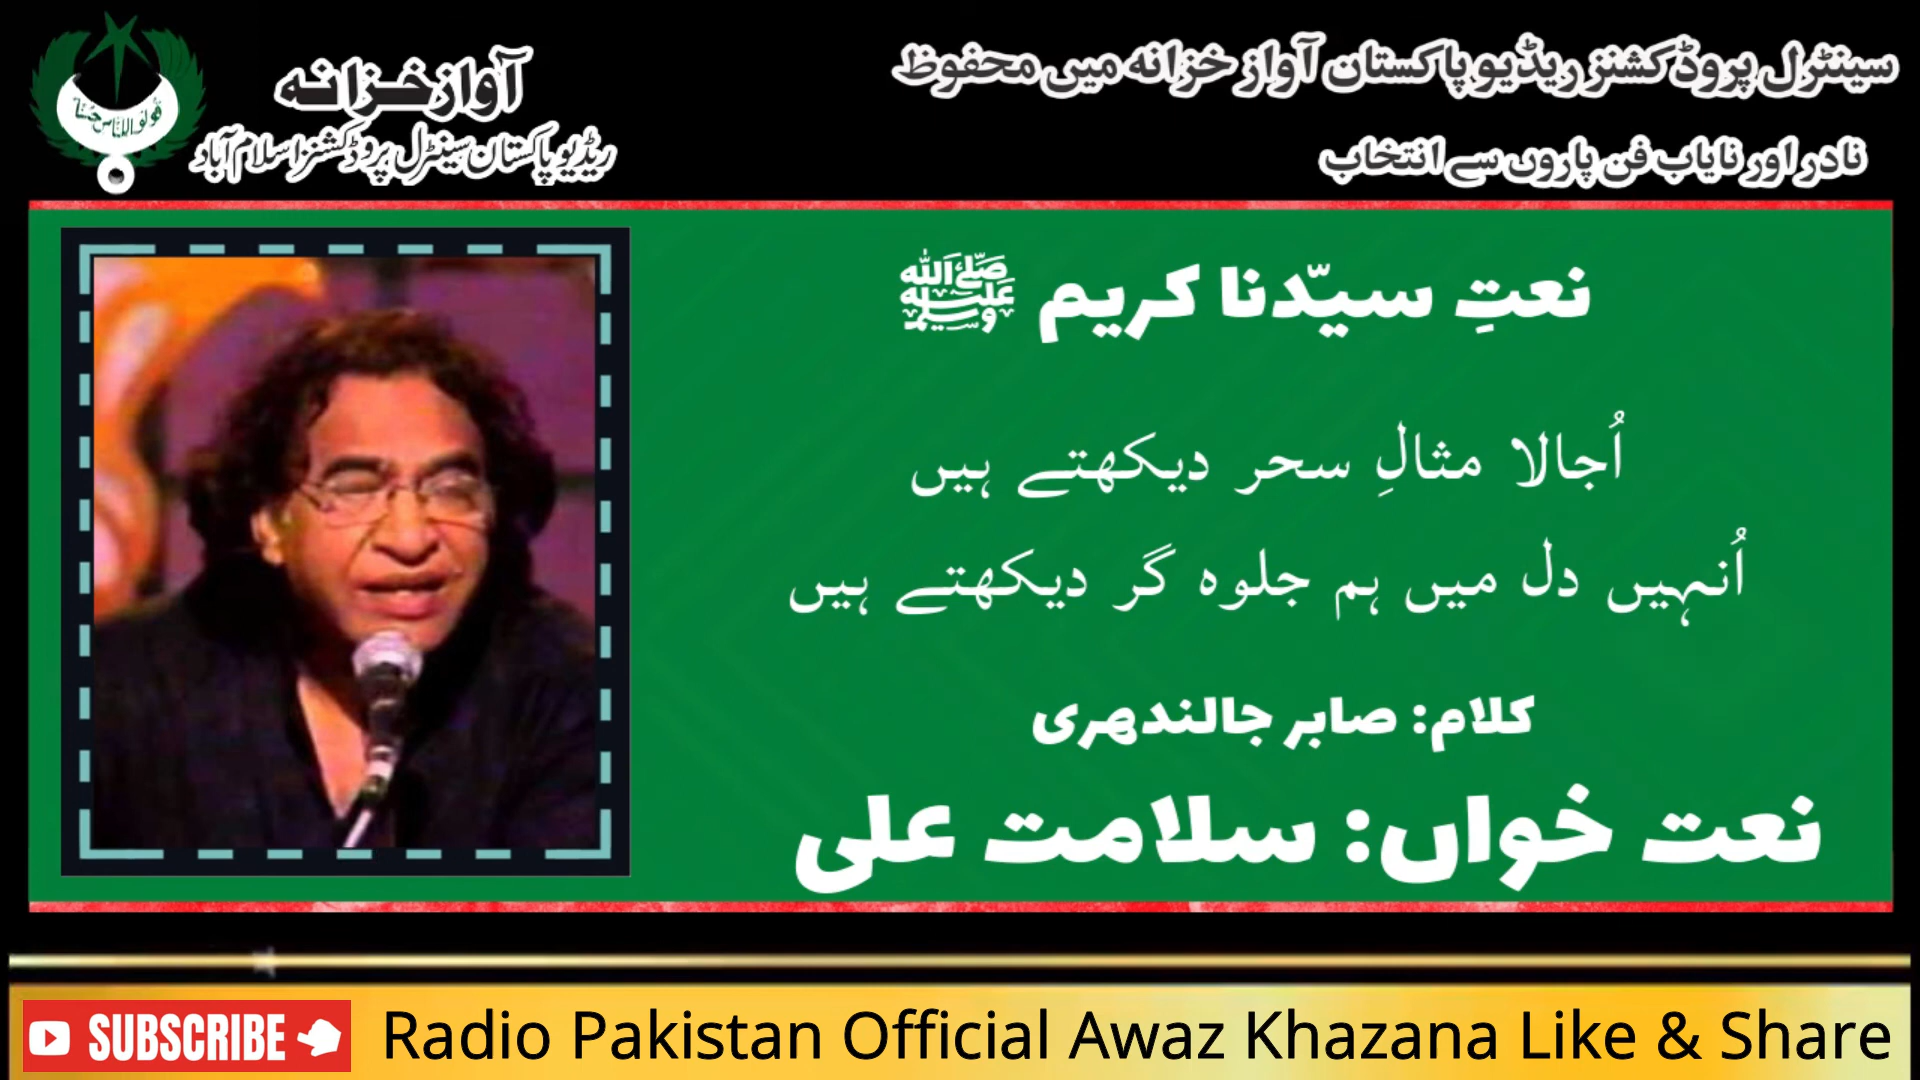 سینٹرل پروڈکشنز ریڈیو پاکستان آواز خزانہ میں محفوظ
نادر اور نایاب فن پاروں سے انتخاب
آواز خزانہ
ریڈیو پاکستان سینٹرل پروڈکشنز اسلام آباد
قولوا للناس حسنا
نعتِ سیّدنا کریم ﷺ
اُجالا مثالِ سحر دیکھتے ہیں
اُنہیں دل میں ہم جلوہ گر دیکھتے ہیں
کلام: صابر جالندھری
نعت خواں: سلامت علی
SUBSCRIBE
Radio Pakistan Official Awaz Khazana Like & Share